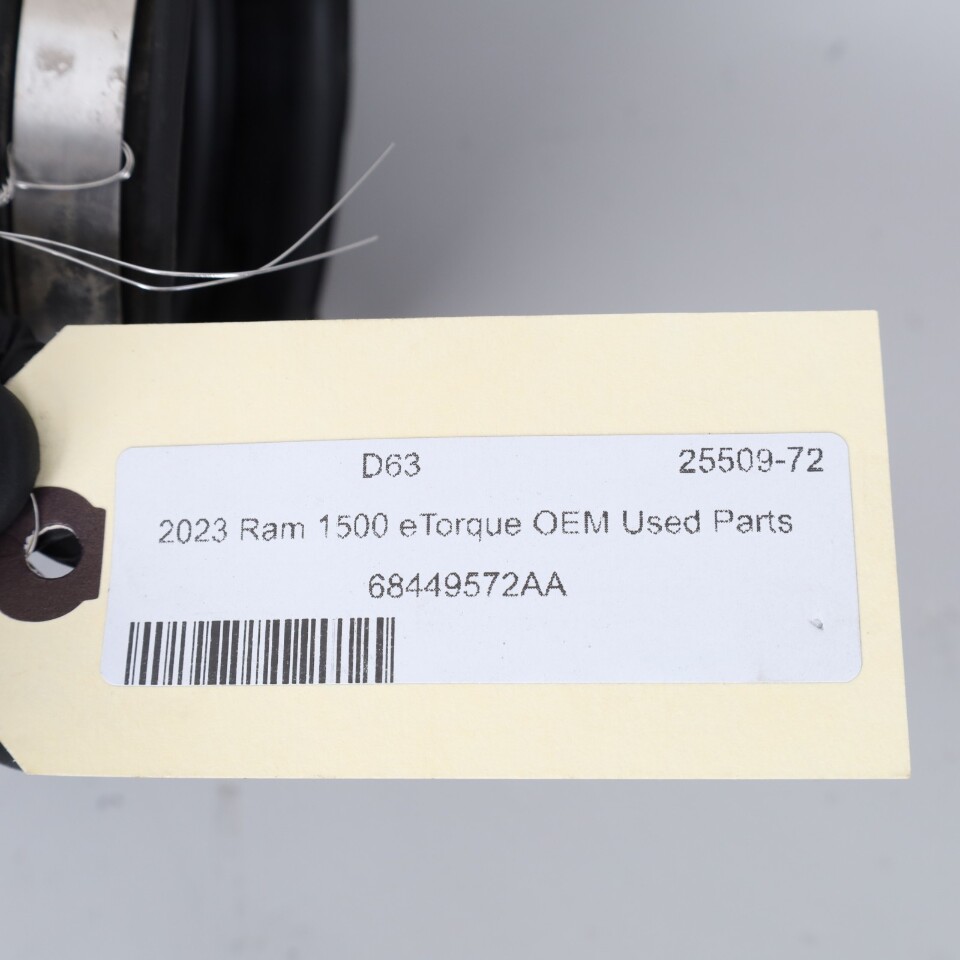 D63 25509-72
2023 Ram 1500 eTorque OEM Used Parts
68449572AA